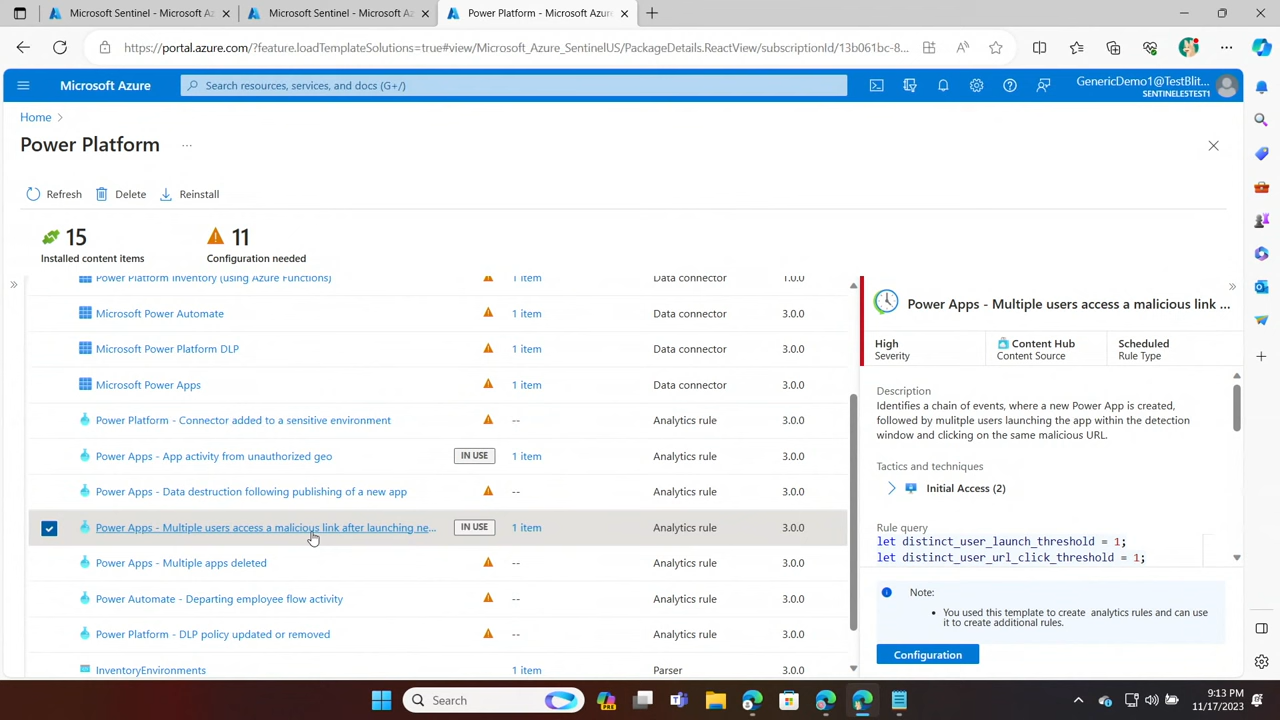 Microsoft Sentinel - Microsoft Az
Microsoft Sentinel - Microsoft Az
Power Platform - Microsoft Azure
https://portal.azure.com/?feature.loadTemplateSolutions=true#view/Microsoft_Azure_SentinelUS/PackageDetails.ReactView/subscriptionId/13b061bc-8...
Microsoft Azure
Search resources, services, and docs (G+/)
GenericDemo1@TestBlit...
SENTINELESTEST1
Home
Power Platform
...
Refresh
Delete
Reinstall
15
Installed content items
11
Configuration needed
Power Platform Inventory (using Azure Functions) 1 item Data connector 1.0.0
Microsoft Power Automate 1 item Data connector 3.0.0
Microsoft Power Platform DLP 1 item Data connector 3.0.0
Microsoft Power Apps 1 item Data connector 3.0.0
Power Platform - Connector added to a sensitive environment -- Analytics rule 3.0.0
Power Apps - App activity from unauthorized geo IN USE 1 item Analytics rule 3.0.0
Power Apps - Data destruction following publishing of a new app -- Analytics rule 3.0.0
Power Apps - Multiple users access a malicious link after launching ne... IN USE 1 item Analytics rule 3.0.0
Power Apps - Multiple apps deleted -- Analytics rule 3.0.0
Power Automate - Departing employee flow activity -- Analytics rule 3.0.0
Power Platform - DLP policy updated or removed -- Analytics rule 3.0.0
InventoryEnvironments 1 item Parser 3.0.0
Power Apps - Multiple users access a malicious link ...
High
Severity
Content Hub
Content Source
Scheduled
Rule Type
Description
Identifies a chain of events, where a new Power App is created,
followed by mulitple users launching the app within the detection
window and clicking on the same malicious URL.
Tactics and techniques
Initial Access (2)
Rule query
let distinct_user_launch_threshold = 1;
let distinct_user_url_click_threshold = 1;
Note:
• You used this template to create analytics rules and can use
it to create additional rules.
Configuration
Search
PRE
9:13 PM
11/17/2023